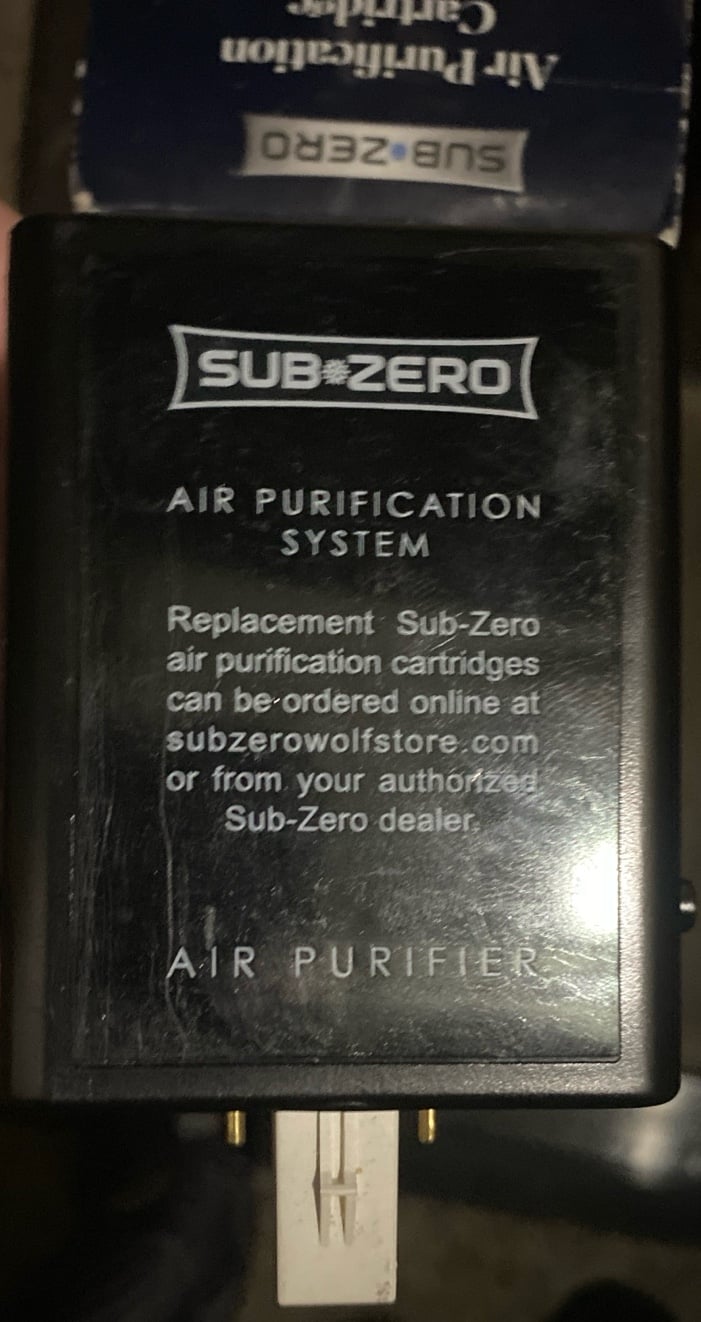 Air Purification
Cartridge
SUB ZERO
SUB ZERO
AIR PURIFICATION
SYSTEM
Replacement Sub-Zero
air purification cartridges
can be ordered online at
subzerowolfstore.com
or from your authorized
Sub-Zero dealer.
AIR PURIFIER